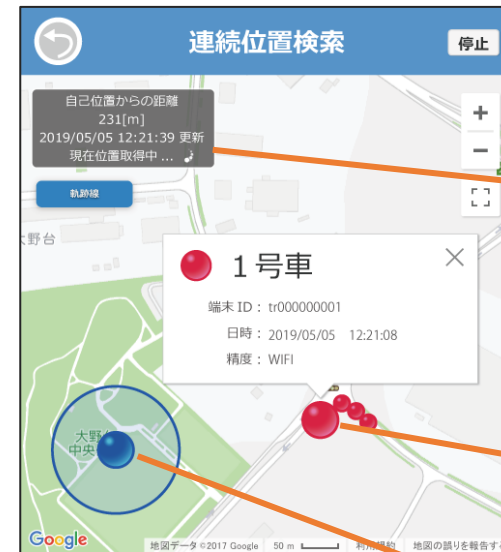 連続位置検索
停止
自己位置からの距離
231[m]
2019/05/05 12:21:39 更新
現在位置取得中 ...
軌跡線
大野台
1号車
端末 ID： tr000000001
日時： 2019/05/05 12:21:08
精度： WIFI
大野
中央
Google
地図データ ©2017 Google
50 m
利用規約
地図の誤りを報告す